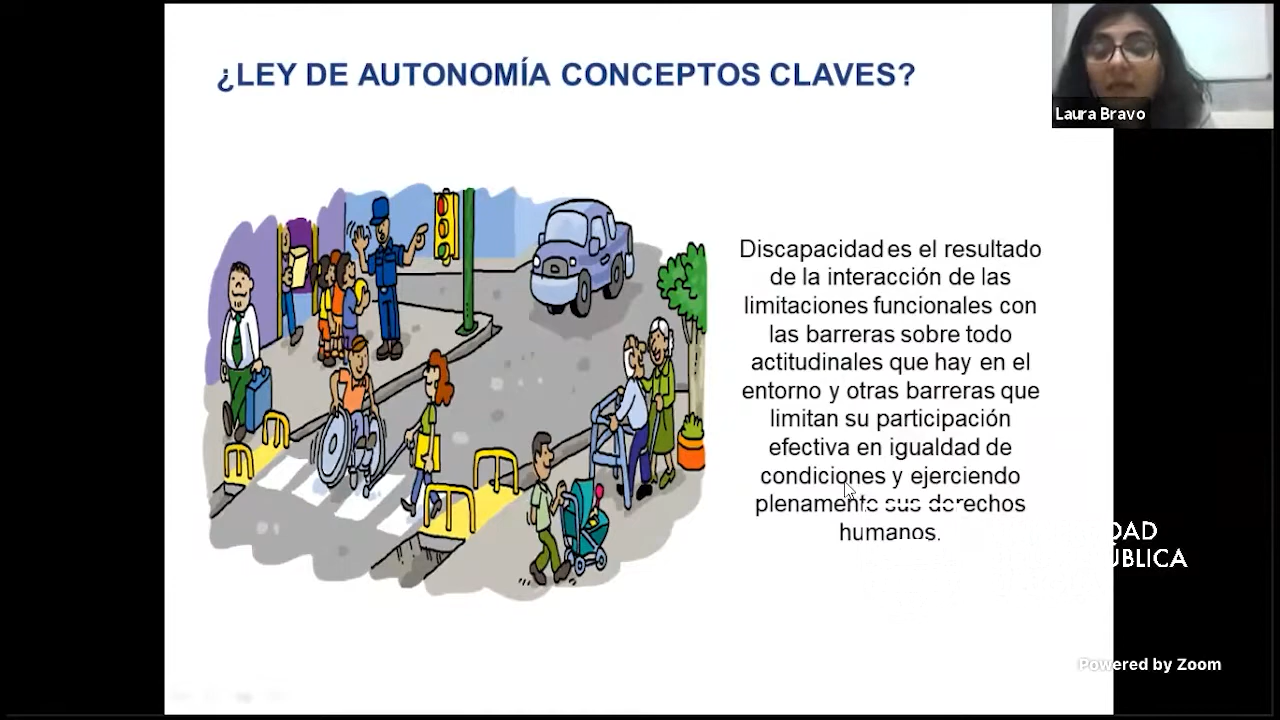 ¿LEY DE AUTONOMÍA CONCEPTOS CLAVES?
Laura Bravo
Discapacidad es el resultado
de la interacción de las
limitaciones funcionales con
las barreras sobre todo
actitudinales que hay en el
entorno y otras barreras que
limitan su participación
efectiva en igualdad de
condiciones y ejerciendo
plenamente sus derechos
humanos.
Powered by Zoom